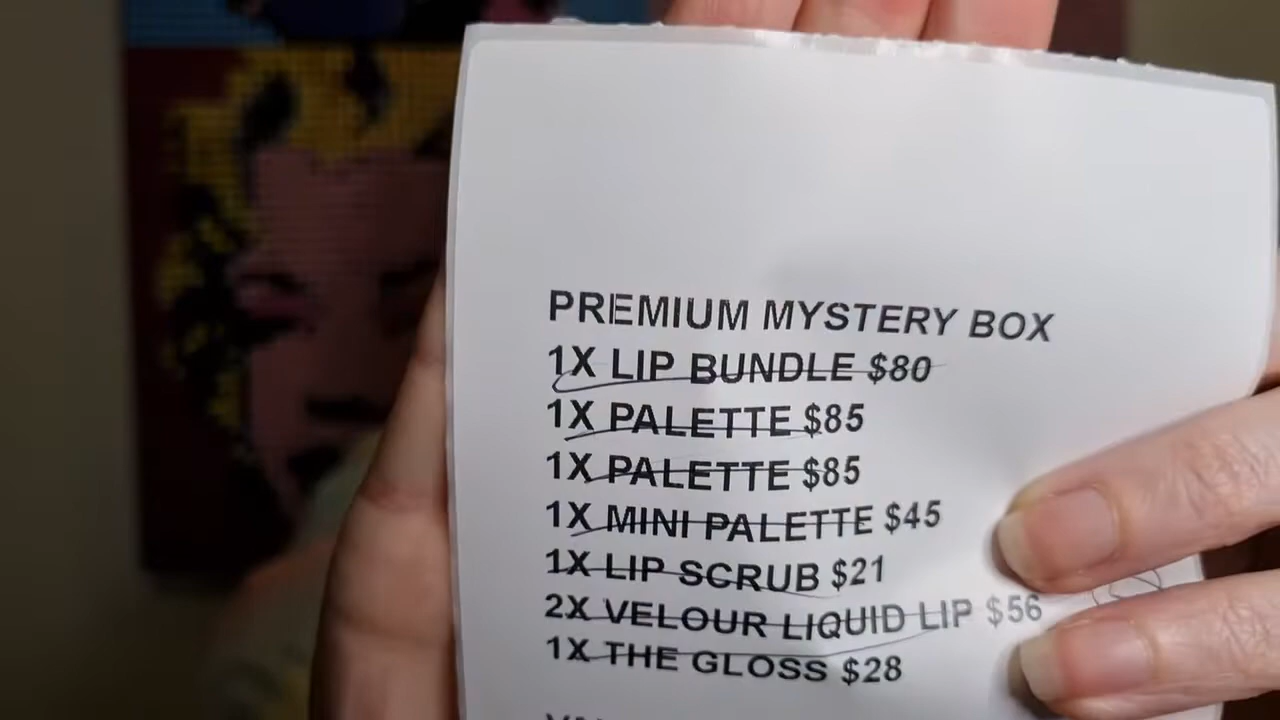 PREMIUM MYSTERY BOX
1X LIP BUNDLE $80
1X PALETTE $85
1X PALETTE $85
1X MINI PALETTE $45
1X LIP SCRUB $21
2X VELOUR LIQUID LIP $56
1X THE GLOSS $28